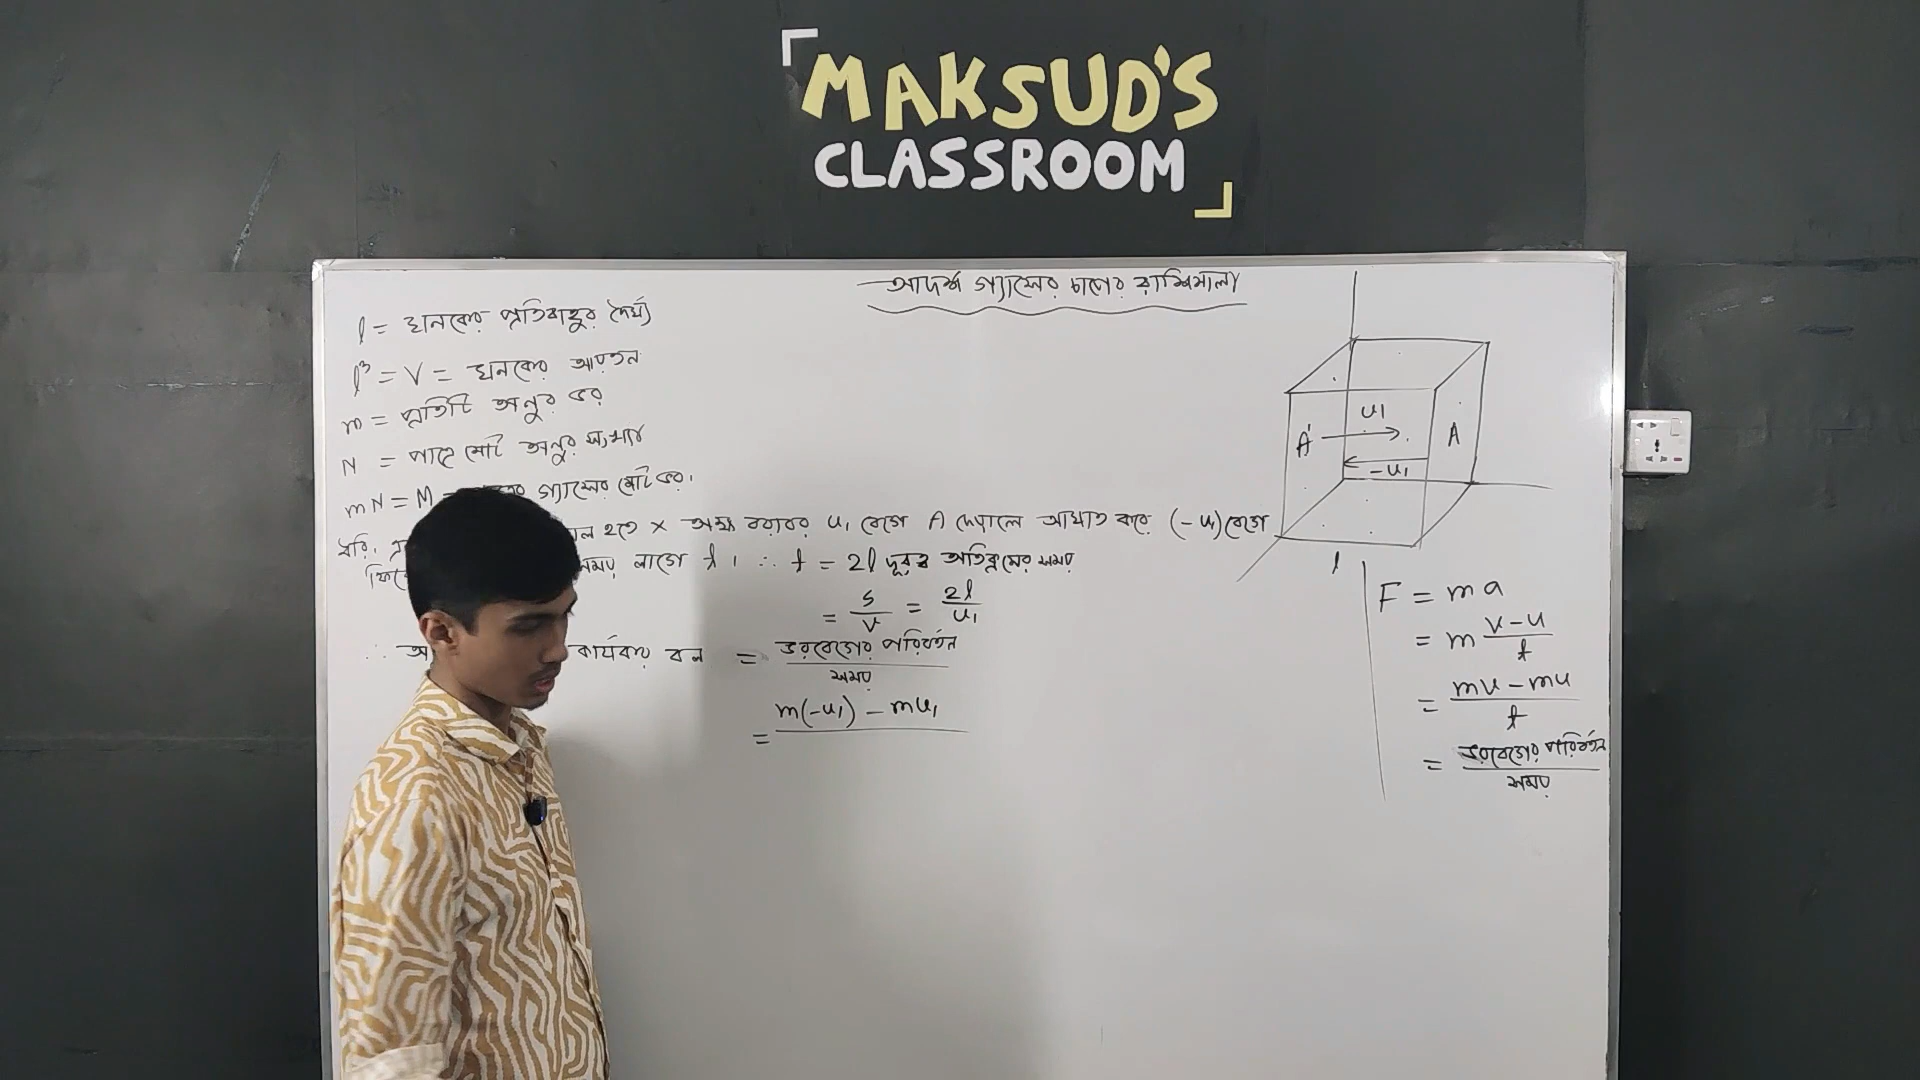 MAKSUD'S
CLASSROOM
আদর্শ গ্যাসের চাপের রাশিমালা
l = ঘনকের প্রতিবাহুর দৈর্ঘ্য
l³ = V = ঘনকের আয়তন
m = প্রতিটি অনুর ভর
N = পাত্রে মোট অনুর সংখ্যা
mN = M = গ্যাসের মোট ভর।
ধরি, হতে x অক্ষ বরাবর u₁ বেগে A দেয়ালে আঘাত করে (-u₁) বেগে
সময় লাগে t । ∴ t = 2l দূরত্ব অতিক্রমের সময়
= s/v = 2l/u₁
∴ কার্যকর বল = ভরবেগের পরিবর্তন/সময়
= m(-u₁) - mu₁
u₁
A' A
-u₁
l
F = ma
= m v-u/t
= mv - mu/t
= ভরবেগের পরিবর্তন/সময়